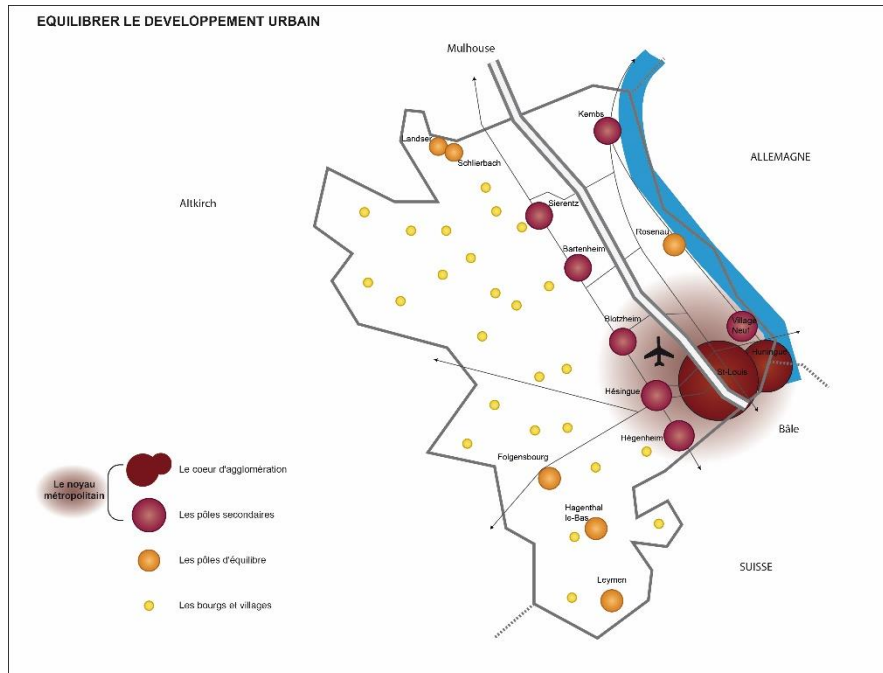 EQUILIBRER LE DEVELOPPEMENT URBAIN
Mulhouse
Kembs
Landser
Schlierbach
ALLEMAGNE
Altkirch
Sierentz
Rosenau
Bartenheim
Blotzheim
Village
Neuf
Huningue
St-Louis
Hésingue
Bâle
Hégenheim
Folgensbourg
Hagenthal
le-Bas
SUISSE
Leymen
Le noyau
métropolitain
Le coeur d'agglomération
Les pôles secondaires
Les pôles d'équilibre
Les bourgs et villages